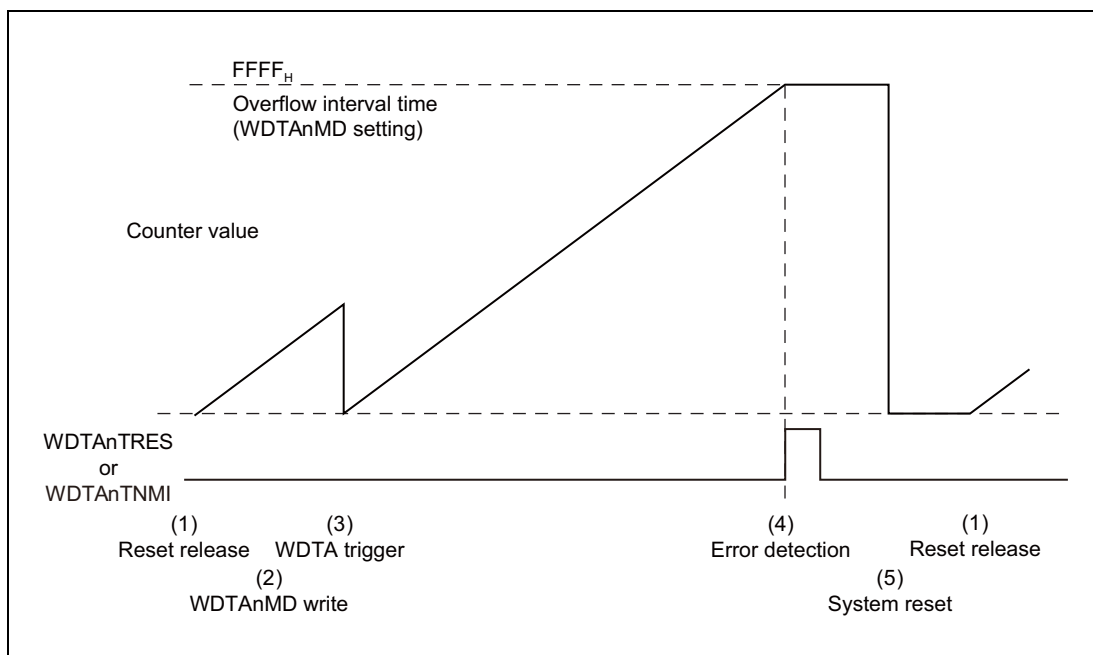 FFFFH
Overflow interval time
(WDTAnMD setting)
Counter value
WDTAnTRES
or
WDTAnTNMI
(1) (3) (4) (1)
Reset release WDTA trigger Error detection Reset release
(2) (5)
WDTAnMD write System reset